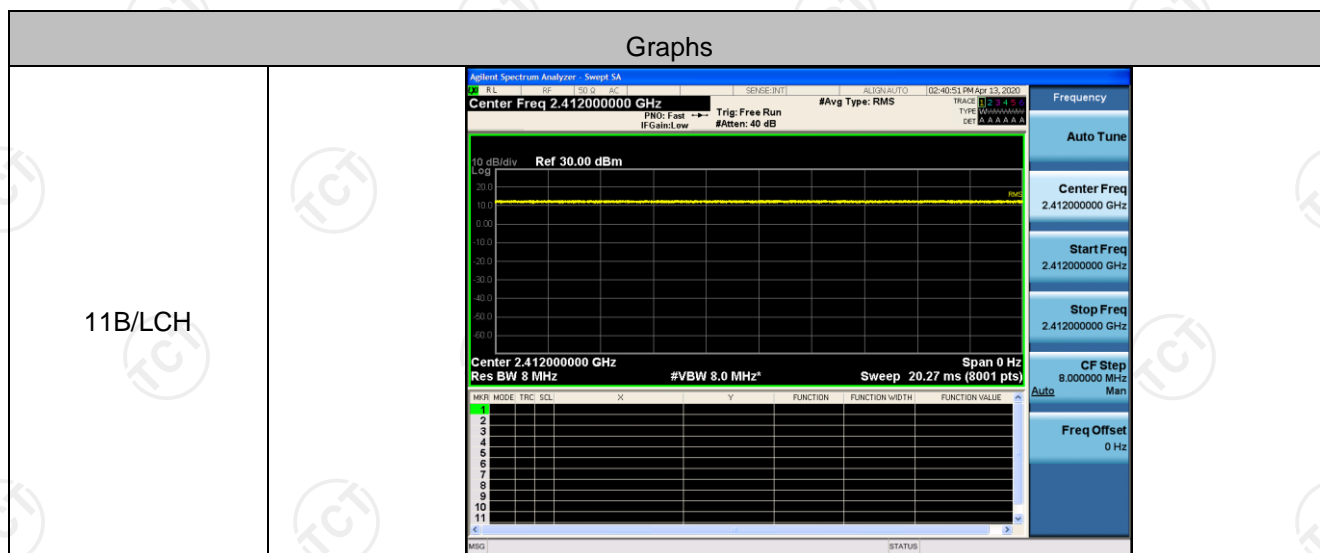 Graphs
11B/LCH
Agilent Spectrum Analyzer - Swept SA
RL RF 50 Ω AC SENSE:INT ALIGN AUTO 02:40:51 PM Apr 13, 2020
Center Freq 2.412000000 GHz
PNO: Fast
IFGain:Low
Trig: Free Run
#Atten: 40 dB
#Avg Type: RMS
TRACE 1 2 3 4 5 6
TYPE
DET A A A A A A
10 dB/div Ref 30.00 dBm
Log
20.0
10.0
0.00
-10.0
-20.0
-30.0
-40.0
-50.0
-60.0
RMS
Center 2.412000000 GHz Span 0 Hz
Res BW 8 MHz #VBW 8.0 MHz* Sweep 20.27 ms (8001 pts)
MKR MODE TRC SCL X Y FUNCTION FUNCTION WIDTH FUNCTION VALUE
1
2
3
4
5
6
7
8
9
10
11
MSG STATUS
Frequency
Auto Tune
Center Freq
2.412000000 GHz
Start Freq
2.412000000 GHz
Stop Freq
2.412000000 GHz
CF Step
8.000000 MHz
Auto Man
Freq Offset
0 Hz
TCT
TCT
TCT
TCT
TCT
TCT